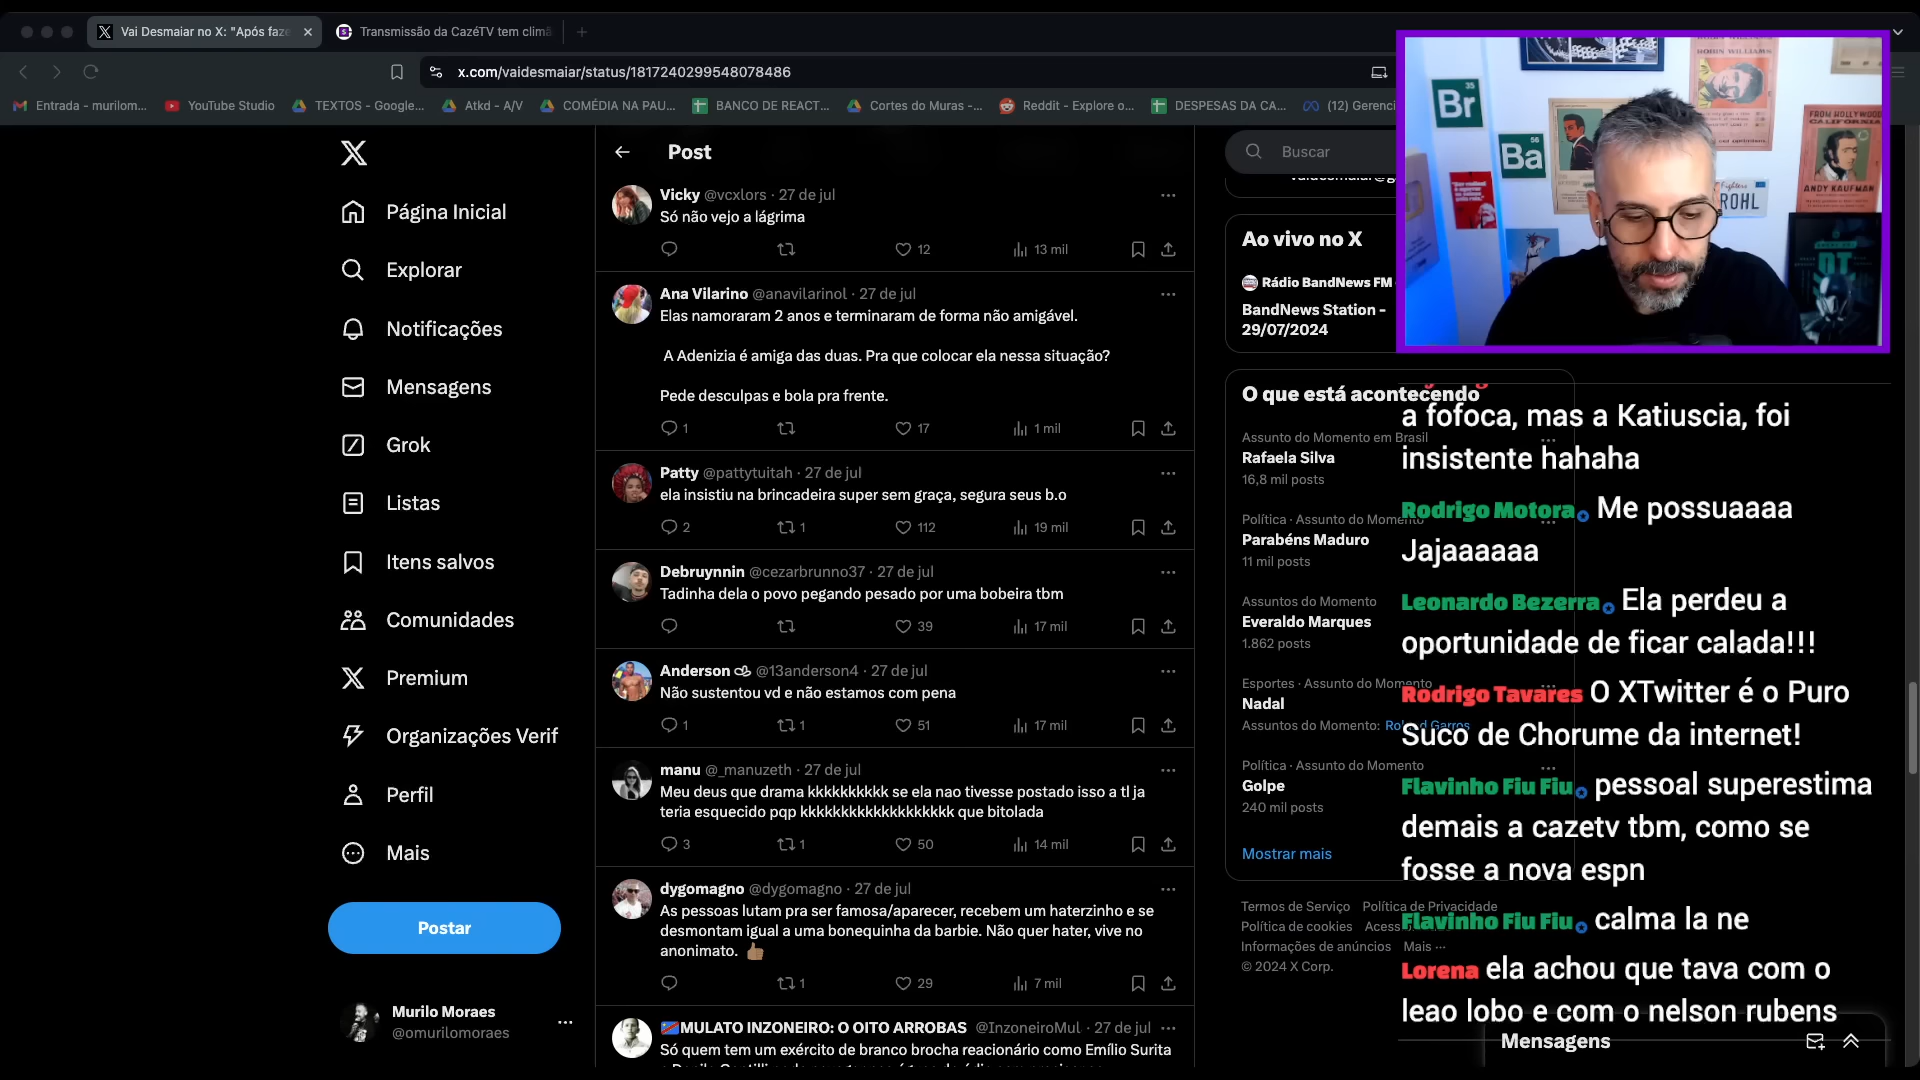 Vai Desmaiar no X: "Após faze
Transmissão da CazéTV tem clim
x.com/vaidesmaiar/status/1817240299548078486
Entrada - murilom...
YouTube Studio
TEXTOS - Google...
Atkd - A/V
COMÉDIA NA PAU...
BANCO DE REACT...
Cortes do Muras -...
Reddit - Explore o...
DESPESAS DA CA...
(12) Gerenci
Página Inicial
Explorar
Notificações
Mensagens
Grok
Listas
Itens salvos
Comunidades
Premium
Organizações Verif
Perfil
Mais
Postar
Murilo Moraes
@omurilomoraes
Post
Vicky @vcxlors · 27 de jul
Só não vejo a lágrima
12
13 mil
Ana Vilarino @anavilarinol · 27 de jul
Elas namoraram 2 anos e terminaram de forma não amigável.
A Adenizia é amiga das duas. Pra que colocar ela nessa situação?
Pede desculpas e bola pra frente.
1
17
1 mil
Patty @pattytuitah · 27 de jul
ela insistiu na brincadeira super sem graça, segura seus b.o
2
1
112
19 mil
Debruynnin @cezarbrunno37 · 27 de jul
Tadinha dela o povo pegando pesado por uma bobeira tbm
39
17 mil
Anderson @13anderson4 · 27 de jul
Não sustentou vd e não estamos com pena
1
1
51
17 mil
manu @_manuzeth · 27 de jul
Meu deus que drama kkkkkkkkkk se ela nao tivesse postado isso a tl ja
teria esquecido pqp kkkkkkkkkkkkkkkkkkk que bitolada
3
1
50
14 mil
dygomagno @dygomagno · 27 de jul
As pessoas lutam pra ser famosa/aparecer, recebem um haterzinho e se
desmontam igual a uma bonequinha da barbie. Não quer hater, vive no
anonimato.
1
29
7 mil
MULATO INZONEIRO: O OITO ARROBAS @InzoneiroMul · 27 de jul
Só quem tem um exército de branco brocha reacionário como Emílio Surita
Buscar
Ao vivo no X
Rádio BandNews FM
BandNews Station -
29/07/2024
O que está acontecendo
Assunto do Momento em Brasil
Rafaela Silva
16,8 mil posts
Política · Assunto do Momento
Parabéns Maduro
11 mil posts
Assuntos do Momento
Everaldo Marques
1.862 posts
Esportes · Assunto do Momento
Nadal
Assuntos do Momento: Roland Garros
Política · Assunto do Momento
Golpe
240 mil posts
Mostrar mais
Termos de Serviço Política de Privacidade
Política de cookies
Informações de anúncios Mais ···
© 2024 X Corp.
Br
35
Ba
56
ROBIN WILLIAMS
Fighters
ROHL
FROM HOLLYWOOD
CALIFORNIA
ANDY KAUFMAN
a fofoca, mas a Katiuscia, foi
insistente hahaha
Rodrigo Motora Me possuaaaa
Jajaaaaaa
Leonardo Bezerra Ela perdeu a
oportunidade de ficar calada!!!
Rodrigo Tavares O XTwitter é o Puro
Suco de Chorume da internet!
Flavinho Fiu Fiu pessoal superestima
demais a cazetv tbm, como se
fosse a nova espn
Flavinho Fiu Fiu calma la ne
Lorena ela achou que tava com o
leao lobo e com o nelson rubens
Mensagens